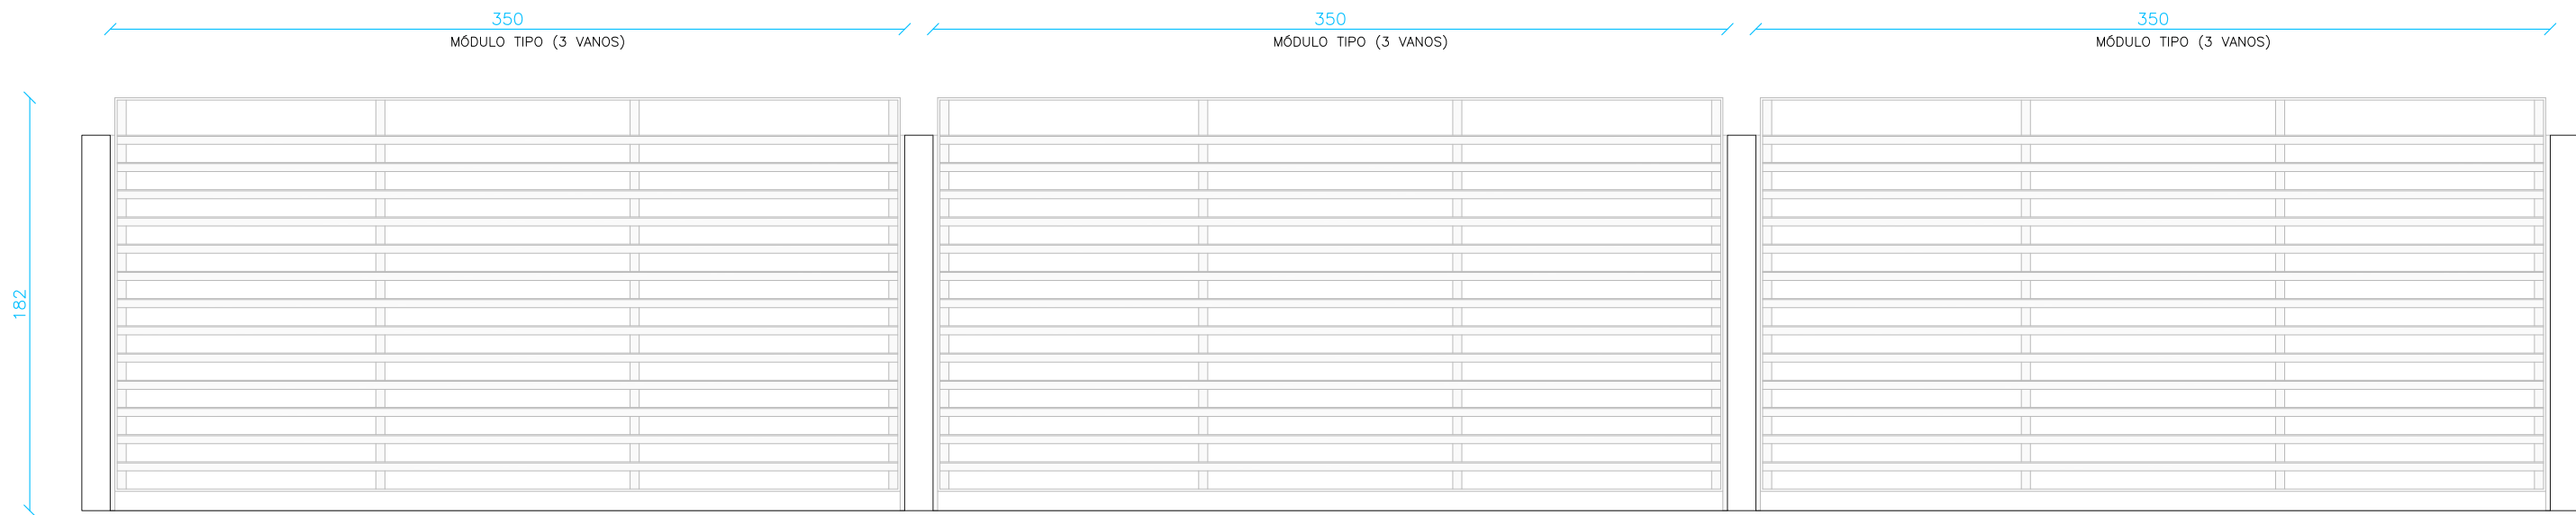 350
MÓDULO TIPO (3 VANOS)
350
MÓDULO TIPO (3 VANOS)
350
MÓDULO TIPO (3 VANOS)
182